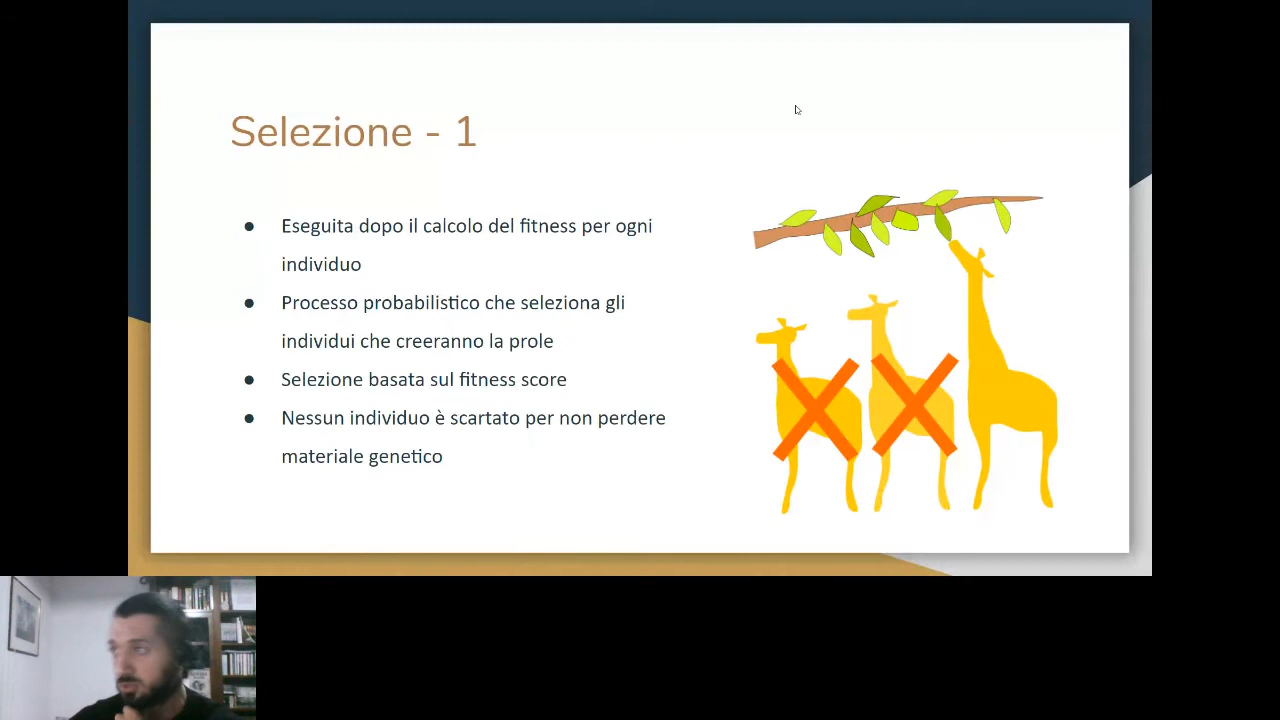 Selezione - 1
● Eseguita dopo il calcolo del fitness per ogni
individuo
● Processo probabilistico che seleziona gli
individui che creeranno la prole
● Selezione basata sul fitness score
● Nessun individuo è scartato per non perdere
materiale genetico